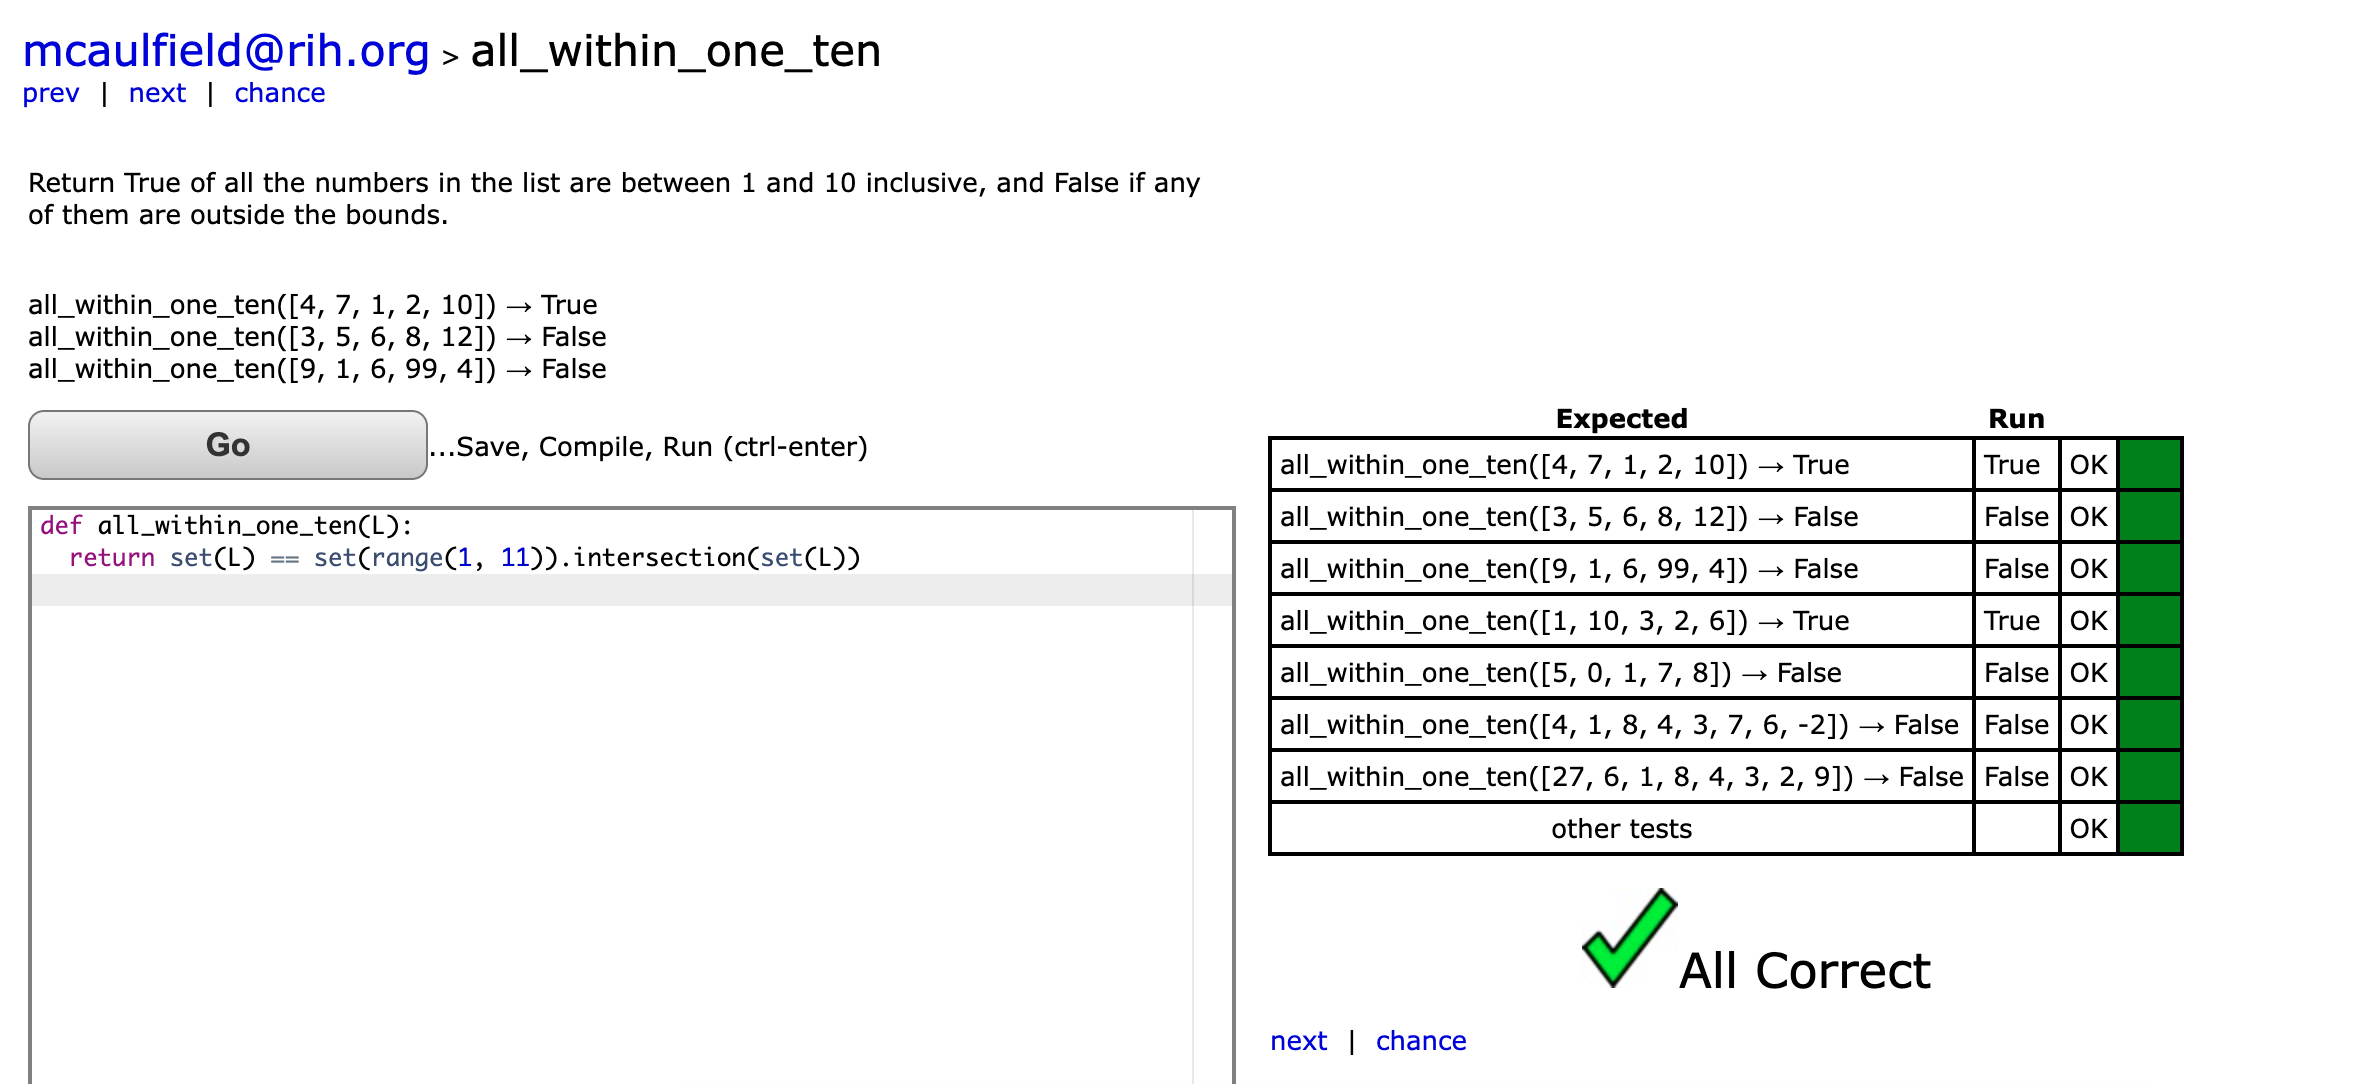 mcaulfield@rih.org > all_within_one_ten
prev | next | chance
Return True of all the numbers in the list are between 1 and 10 inclusive, and False if any
of them are outside the bounds.
all_within_one_ten([4, 7, 1, 2, 10]) → True
all_within_one_ten([3, 5, 6, 8, 12]) → False
all_within_one_ten([9, 1, 6, 99, 4]) → False
Go ...Save, Compile, Run (ctrl-enter)
def all_within_one_ten(L):
  return set(L) == set(range(1, 11)).intersection(set(L))
Expected Run
all_within_one_ten([4, 7, 1, 2, 10]) → True True OK
all_within_one_ten([3, 5, 6, 8, 12]) → False False OK
all_within_one_ten([9, 1, 6, 99, 4]) → False False OK
all_within_one_ten([1, 10, 3, 2, 6]) → True True OK
all_within_one_ten([5, 0, 1, 7, 8]) → False False OK
all_within_one_ten([4, 1, 8, 4, 3, 7, 6, -2]) → False False OK
all_within_one_ten([27, 6, 1, 8, 4, 3, 2, 9]) → False False OK
other tests OK
All Correct
next | chance